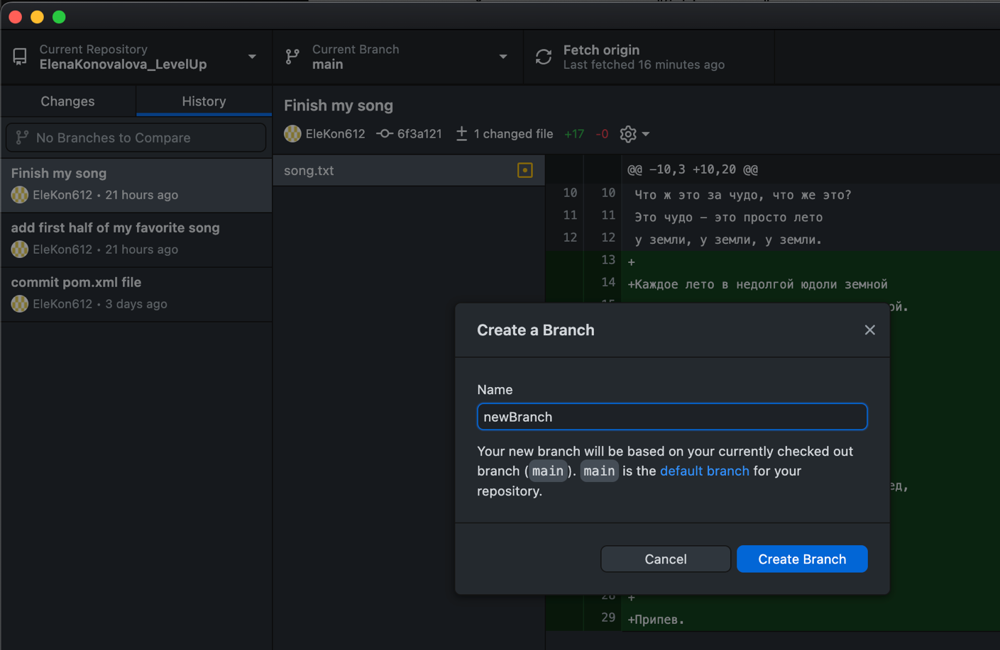 Current Repository
ElenaKonovalova_LevelUp
Current Branch
main
Fetch origin
Last fetched 16 minutes ago
Changes
History
No Branches to Compare
Finish my song
EleKon612 • 21 hours ago
add first half of my favorite song
EleKon612 • 21 hours ago
commit pom.xml file
EleKon612 • 3 days ago
Finish my song
EleKon612 6f3a121 1 changed file +17 -0
song.txt
@@ -10,3 +10,20 @@
10 10 Что ж это за чудо, что же это?
11 11 Это чудо – это просто лето
12 12 у земли, у земли, у земли.
13 +
14 +Каждое лето в недолгой юдоли земной
ой.
ед,
Create a Branch
Name
newBranch
Your new branch will be based on your currently checked out
branch (main). main is the default branch for your
repository.
Cancel
Create Branch
28 +
29 +Припев.